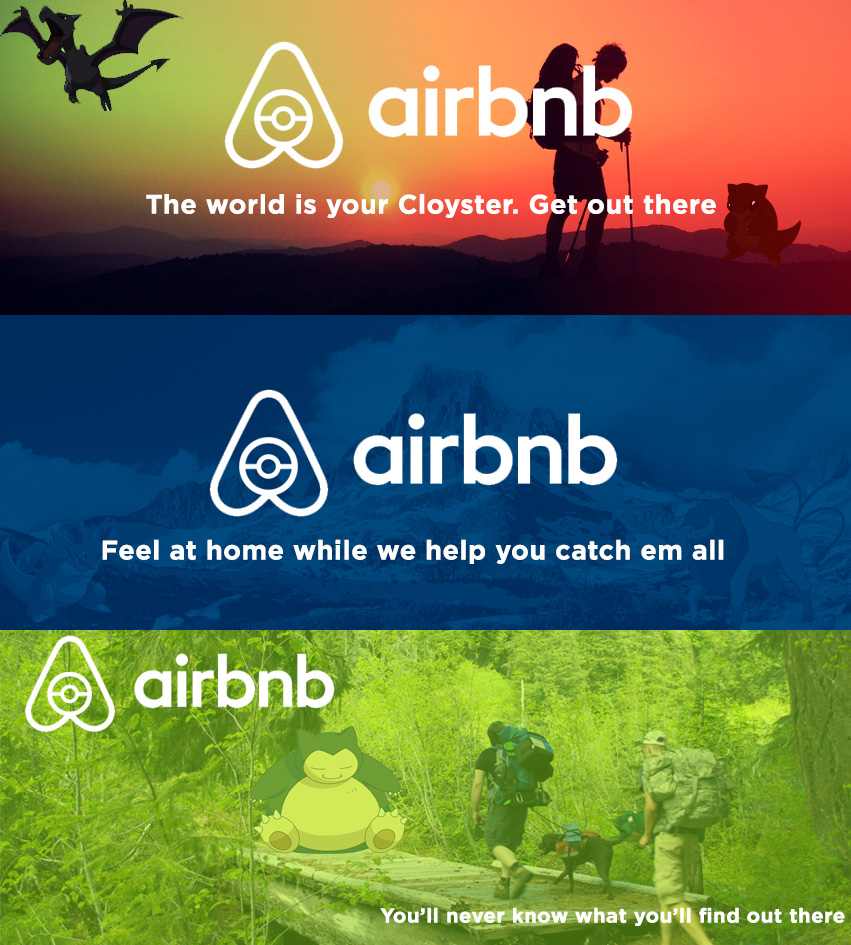 airbnb
The world is your Cloyster. Get out there
airbnb
Feel at home while we help you catch em all
airbnb
You'll never know what you'll find out there